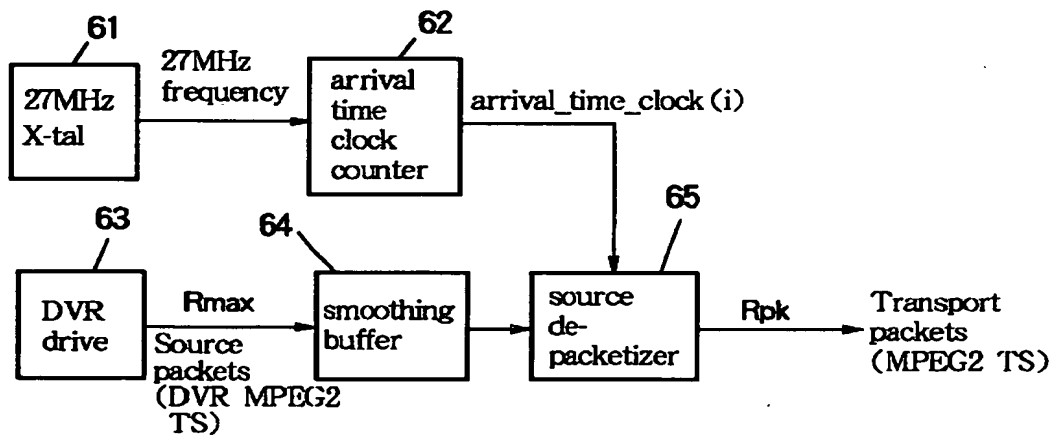 61
27MHz
X-tal
27MHz
frequency
62
arrival
time
clock
counter
arrival_time_clock(i)
63
DVR
drive
Rmax
Source
packets
(DVR MPEG2
TS)
64
smoothing
buffer
65
source
de-
packetizer
Rpk
Transport
packets
(MPEG2 TS)